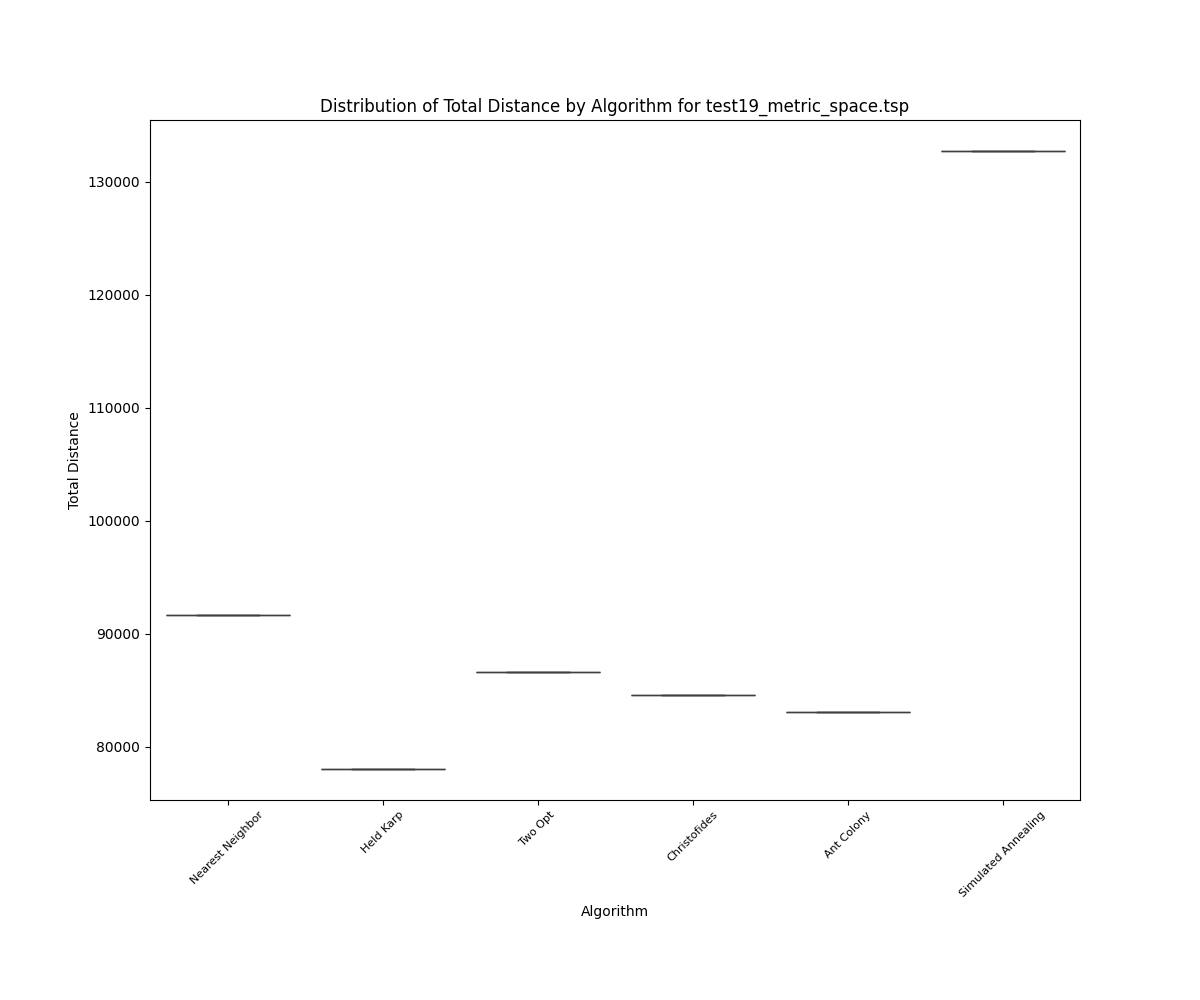 Distribution of Total Distance by Algorithm for test19_metric_space.tsp
130000
120000
110000
100000
90000
80000
Total Distance
Nearest Neighbor
Held Karp
Two Opt
Christofides
Ant Colony
Simulated Annealing
Algorithm